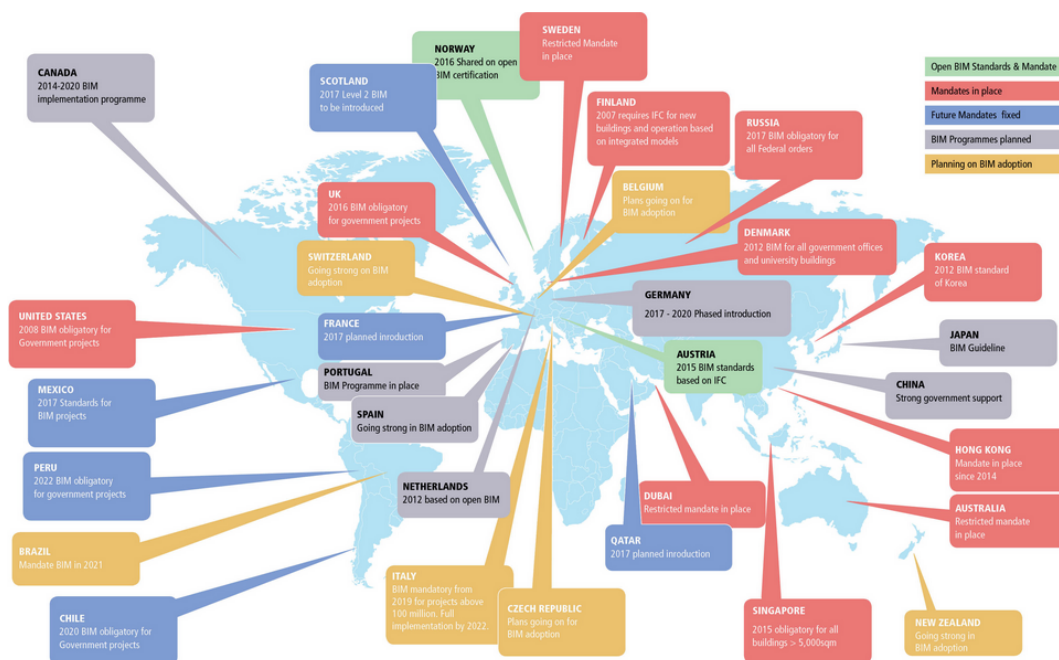 SWEDEN
Restricted Mandate
in place
NORWAY
2016 Shared on open
BIM certification
CANADA
2014-2020 BIM
implementation programme
SCOTLAND
2017 Level 2 BIM
to be introduced
FINLAND
2007 requires IFC for new
buildings and operation based
on integrated models
RUSSIA
2017 BIM obligatory for
all Federal orders
Open BIM Standards & Mandate
Mandates in place
Future Mandates fixed
BIM Programmes planned
Planning on BIM adoption
UK
2016 BIM obligatory
for government projects
BELGIUM
Plans going on for
BIM adoption
SWITZERLAND
Going strong on BIM
adoption
DENMARK
2012 BIM for all government offices
and university buildings
KOREA
2012 BIM standard
of Korea
GERMANY
2017 - 2020 Phased introduction
UNITED STATES
2008 BIM obligatory for
Government projects
FRANCE
2017 planned inroduction
JAPAN
BIM Guideline
AUSTRIA
2015 BIM standards
based on IFC
PORTUGAL
BIM Programme in place
MEXICO
2017 Standards for
BIM projects
CHINA
Strong government support
SPAIN
Going strong in BIM adoption
HONG KONG
Mandate in place
since 2014
PERU
2022 BIM obligatory
for government projects
NETHERLANDS
2012 based on open BIM
DUBAI
Restricted mandate in place
AUSTRALIA
Restricted mandate
in place
BRAZIL
Mandate BIM in 2021
QATAR
2017 planned inroduction
ITALY
BIM mandatory from
2019 for projects above
100 million. Full
implementation by 2022.
CZECH REPUBLIC
Plans going on for
BIM adoption
CHILE
2020 BIM obligatory for
Government projects
SINGAPORE
2015 obligatory for all
buildings > 5,000sqm
NEW ZEALAND
Going strong in
BIM adoption